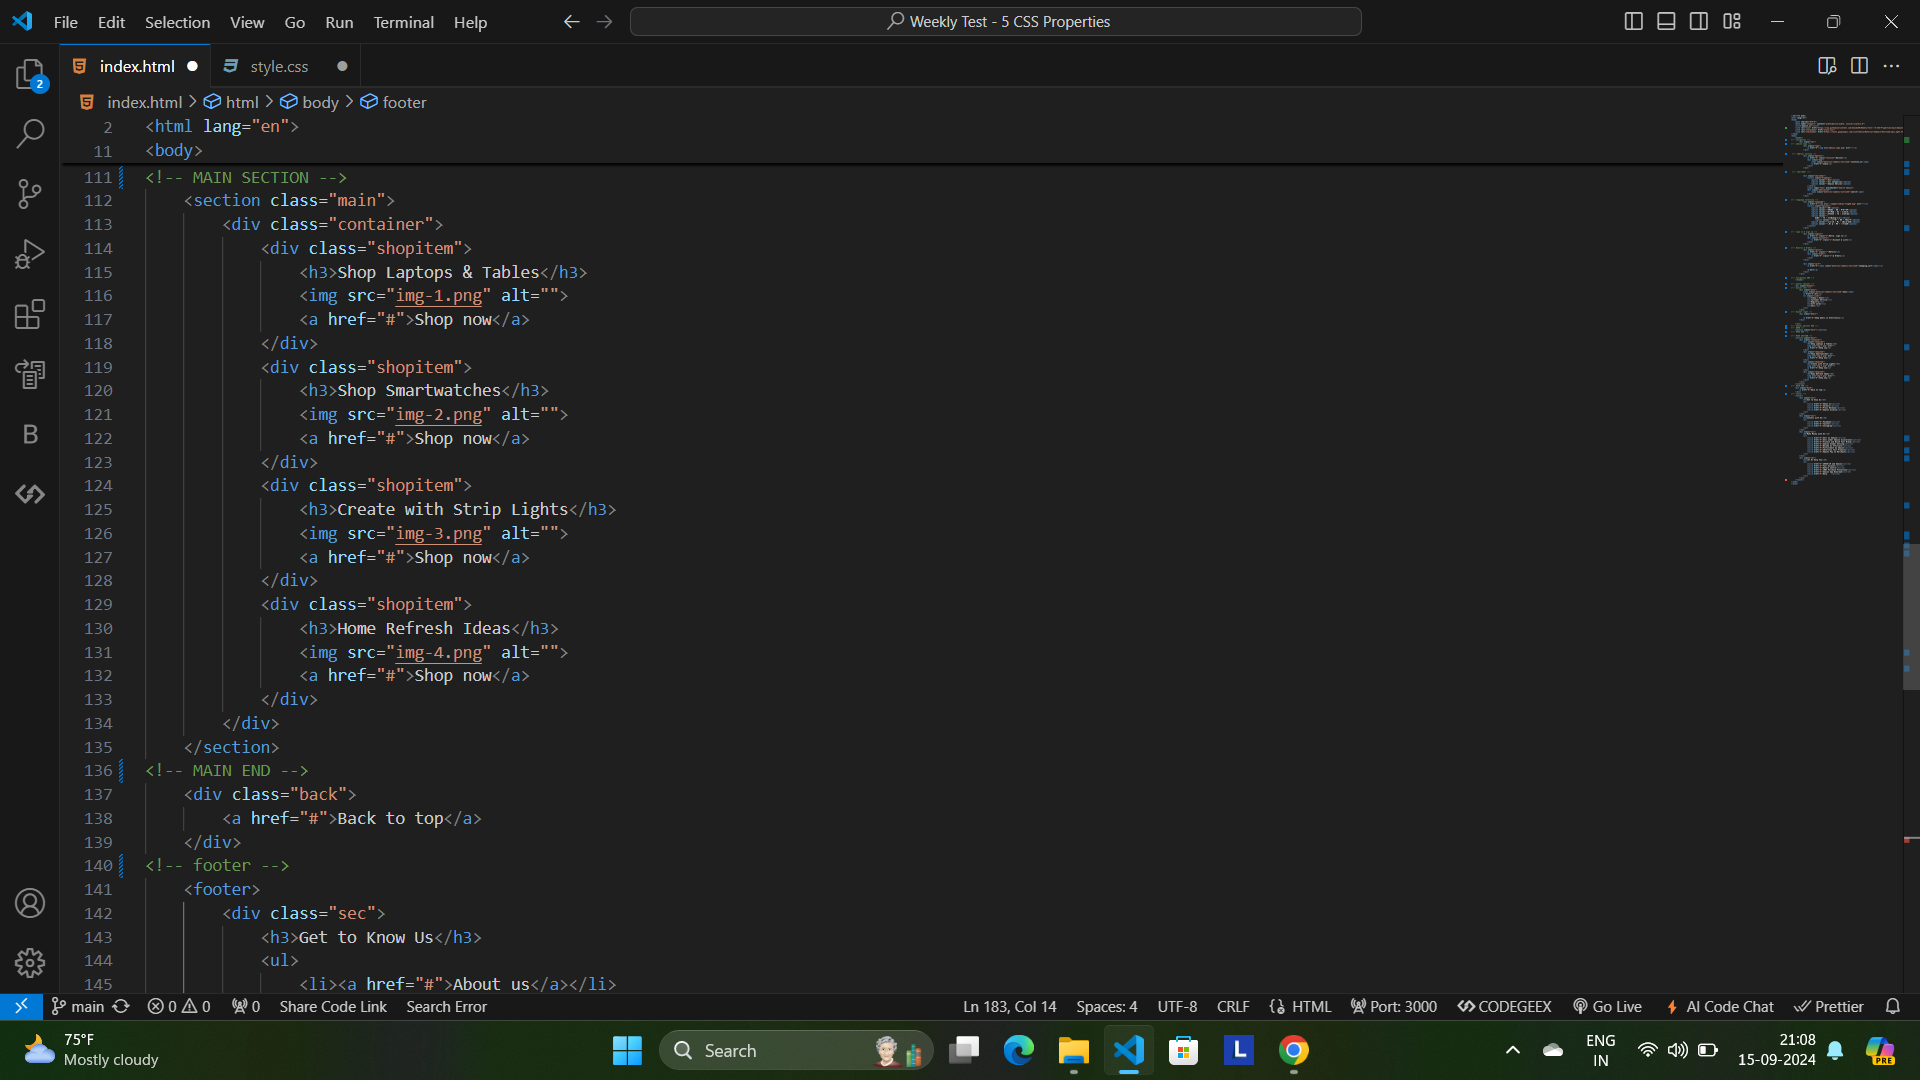 File Edit Selection View Go Run Terminal Help Weekly Test - 5 CSS Properties
index.html style.css
index.html > html > body > footer
2 <html lang="en">
11 <body>
111 <!-- MAIN SECTION -->
112 <section class="main">
113 <div class="container">
114 <div class="shopitem">
115 <h3>Shop Laptops & Tables</h3>
116 <img src="img-1.png" alt="">
117 <a href="#">Shop now</a>
118 </div>
119 <div class="shopitem">
120 <h3>Shop Smartwatches</h3>
121 <img src="img-2.png" alt="">
122 <a href="#">Shop now</a>
123 </div>
124 <div class="shopitem">
125 <h3>Create with Strip Lights</h3>
126 <img src="img-3.png" alt="">
127 <a href="#">Shop now</a>
128 </div>
129 <div class="shopitem">
130 <h3>Home Refresh Ideas</h3>
131 <img src="img-4.png" alt="">
132 <a href="#">Shop now</a>
133 </div>
134 </div>
135 </section>
136 <!-- MAIN END -->
137 <div class="back">
138 <a href="#">Back to top</a>
139 </div>
140 <!-- footer -->
141 <footer>
142 <div class="sec">
143 <h3>Get to Know Us</h3>
144 <ul>
145 <li><a href="#">About us</a></li>
2
B
main 0 0 0 Share Code Link Search Error Ln 183, Col 14 Spaces: 4 UTF-8 CRLF {} HTML Port: 3000 CODEGEEX Go Live AI Code Chat Prettier
75°F
Mostly cloudy
Search
L
PRE
ENG
IN
21:08
15-09-2024